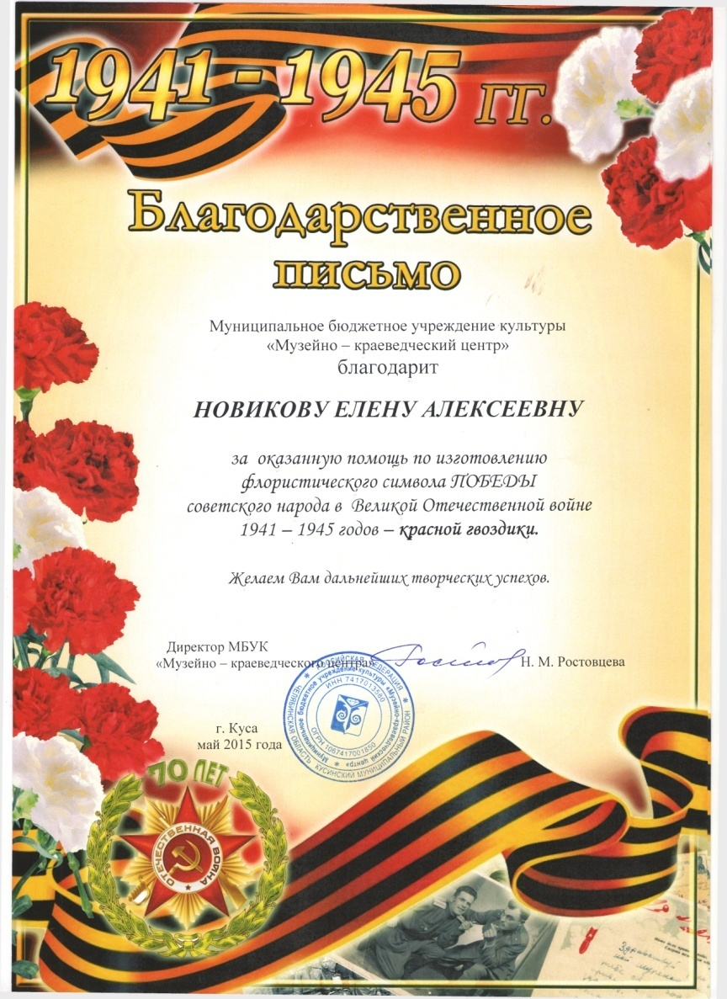 1941 - 1945 гг.
Благодарственное
письмо
Муниципальное бюджетное учреждение культуры
«Музейно – краеведческий центр»
благодарит
НОВИКОВУ ЕЛЕНУ АЛЕКСЕЕВНУ
за оказанную помощь по изготовлению
флористического символа ПОБЕДЫ
советского народа в Великой Отечественной войне
1941 – 1945 годов – красной гвоздики.
Желаем Вам дальнейших творческих успехов.
Директор МБУК
«Музейно – краеведческого центра»
Н. М. Ростовцева
РОССИЙСКАЯ ФЕДЕРАЦИЯ
ЧЕЛЯБИНСКАЯ ОБЛАСТЬ КУСИНСКИЙ МУНИЦИПАЛЬНЫЙ РАЙОН
Муниципальное бюджетное учреждение культуры «Музейно-краеведческий центр»
ИНН 7417013560
ОГРН 1067417001850
г. Куса
май 2015 года
70 ЛЕТ
ОТЕЧЕСТВЕННАЯ ВОЙНА
Здравствуй